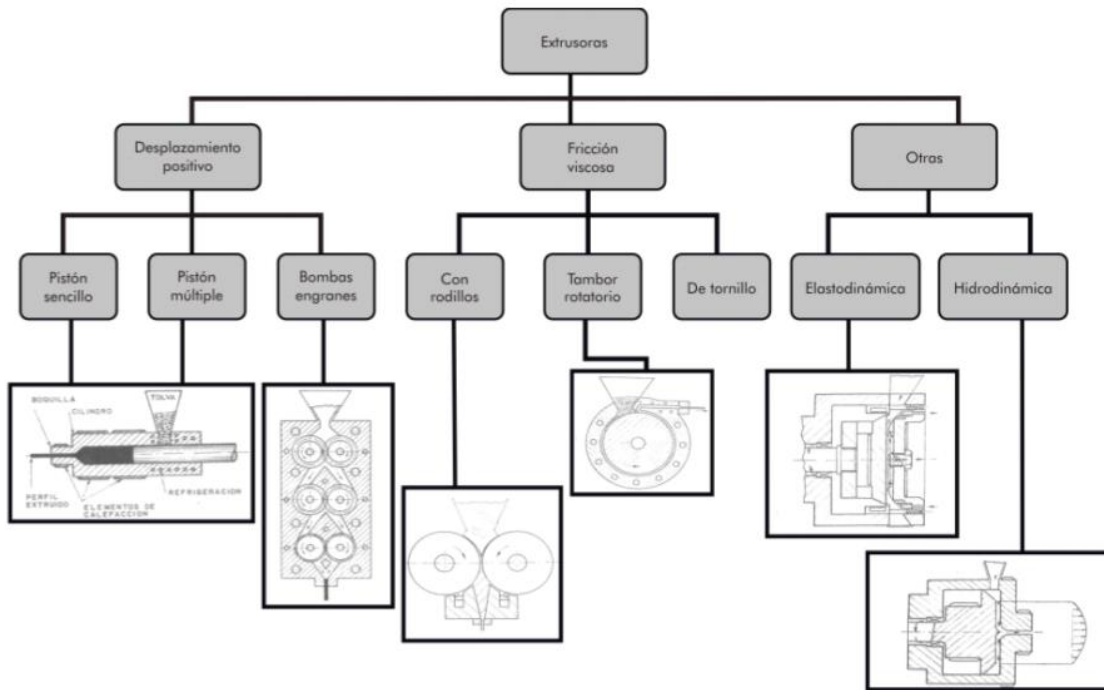 Extrusoras
Desplazamiento
positivo
Fricción
viscosa
Otras
Pistón
sencillo
Pistón
múltiple
Bombas
engranes
Con
rodillos
Tambor
rotatorio
De tornillo
Elastodinámica
Hidrodinámica
BOQUILLA
CILINDRO
TOLVA
PERFIL
EXTRUIDO
ELEMENTOS DE
CALEFACCION
REFRIGERACION